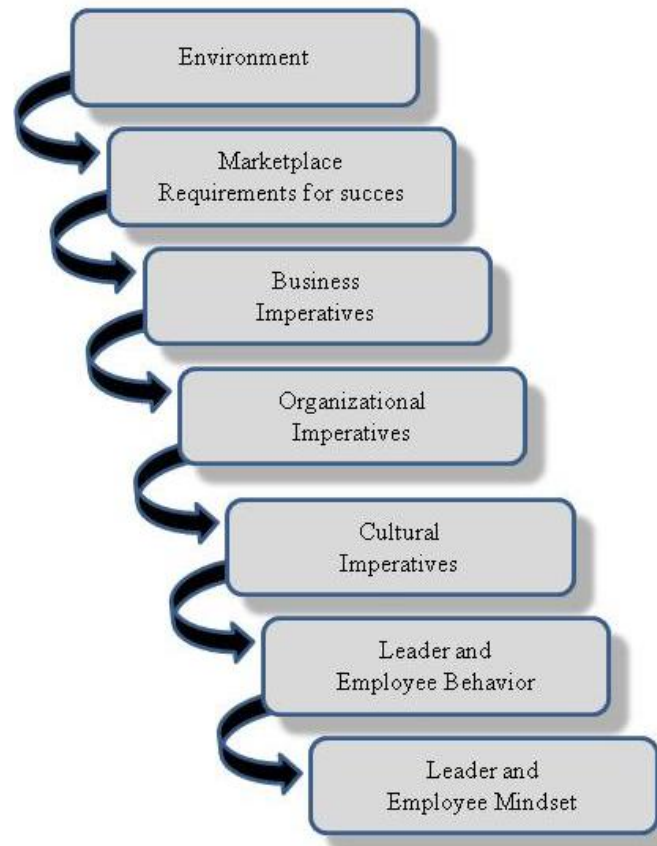 Environment
Marketplace
Requirements for succes
Business
Imperatives
Organizational
Imperatives
Cultural
Imperatives
Leader and
Employee Behavior
Leader and
Employee Mindset